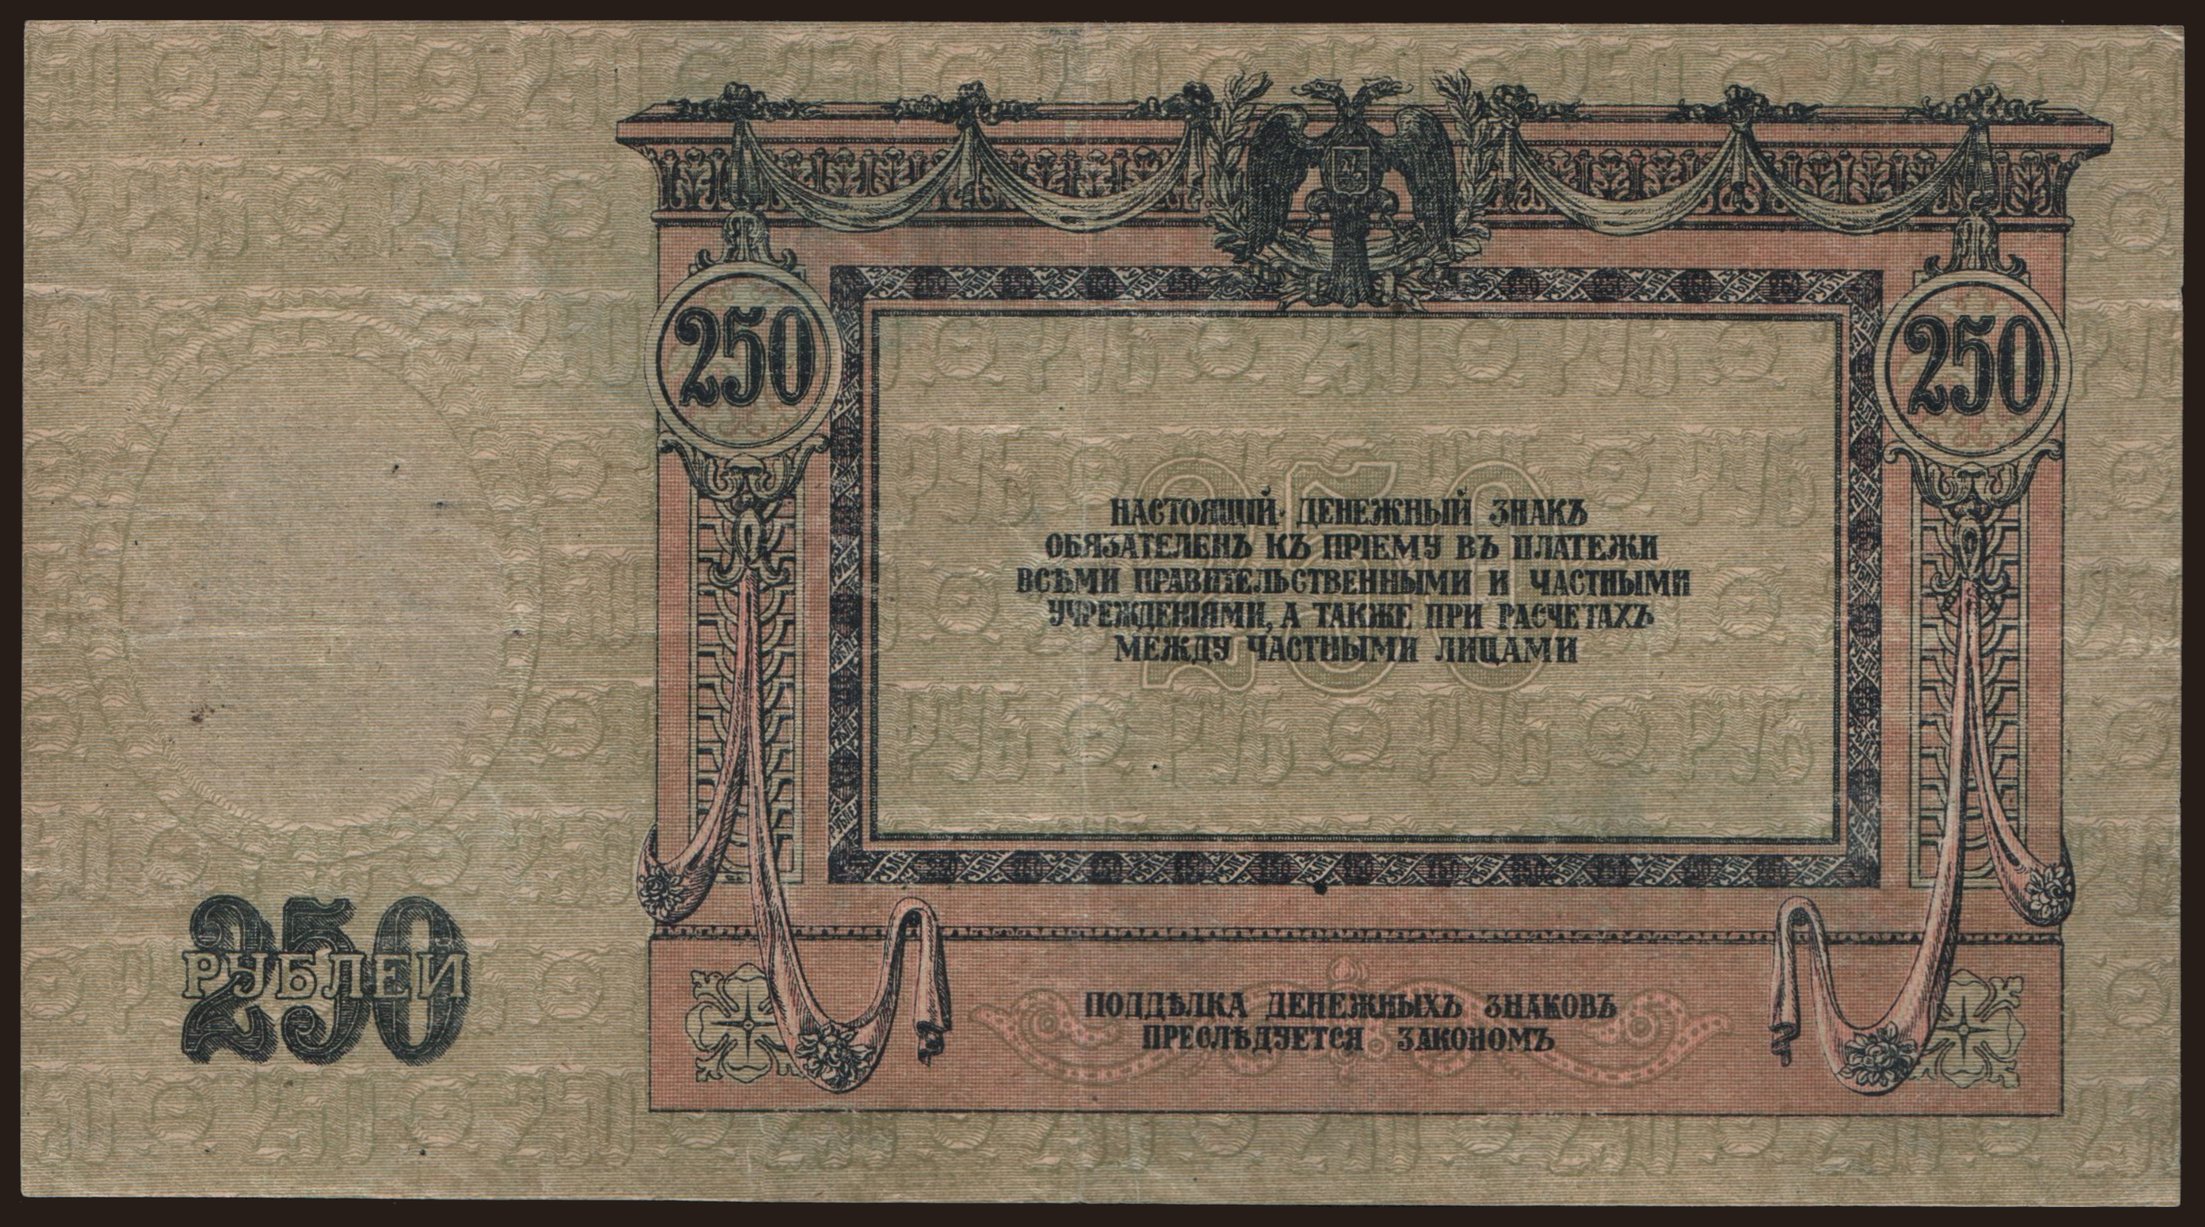 250
250
НАСТОЯЩІЙ ДЕНЕЖНЫЙ ЗНАКЪ
ОБЯЗАТЕЛЕНЪ КЪ ПРІЕМУ ВЪ ПЛАТЕЖИ
ВСѢМИ ПРАВИТЕЛЬСТВЕННЫМИ И ЧАСТНЫМИ
УЧРЕЖДЕНІЯМИ, А ТАКЖЕ ПРИ РАСЧЕТАХЪ
МЕЖДУ ЧАСТНЫМИ ЛИЦАМИ
250
250
РУБЛЕЙ
ПОДДѢЛКА ДЕНЕЖНЫХЪ ЗНАКОВЪ
ПРЕСЛѢДУЕТСЯ ЗАКОНОМЪ